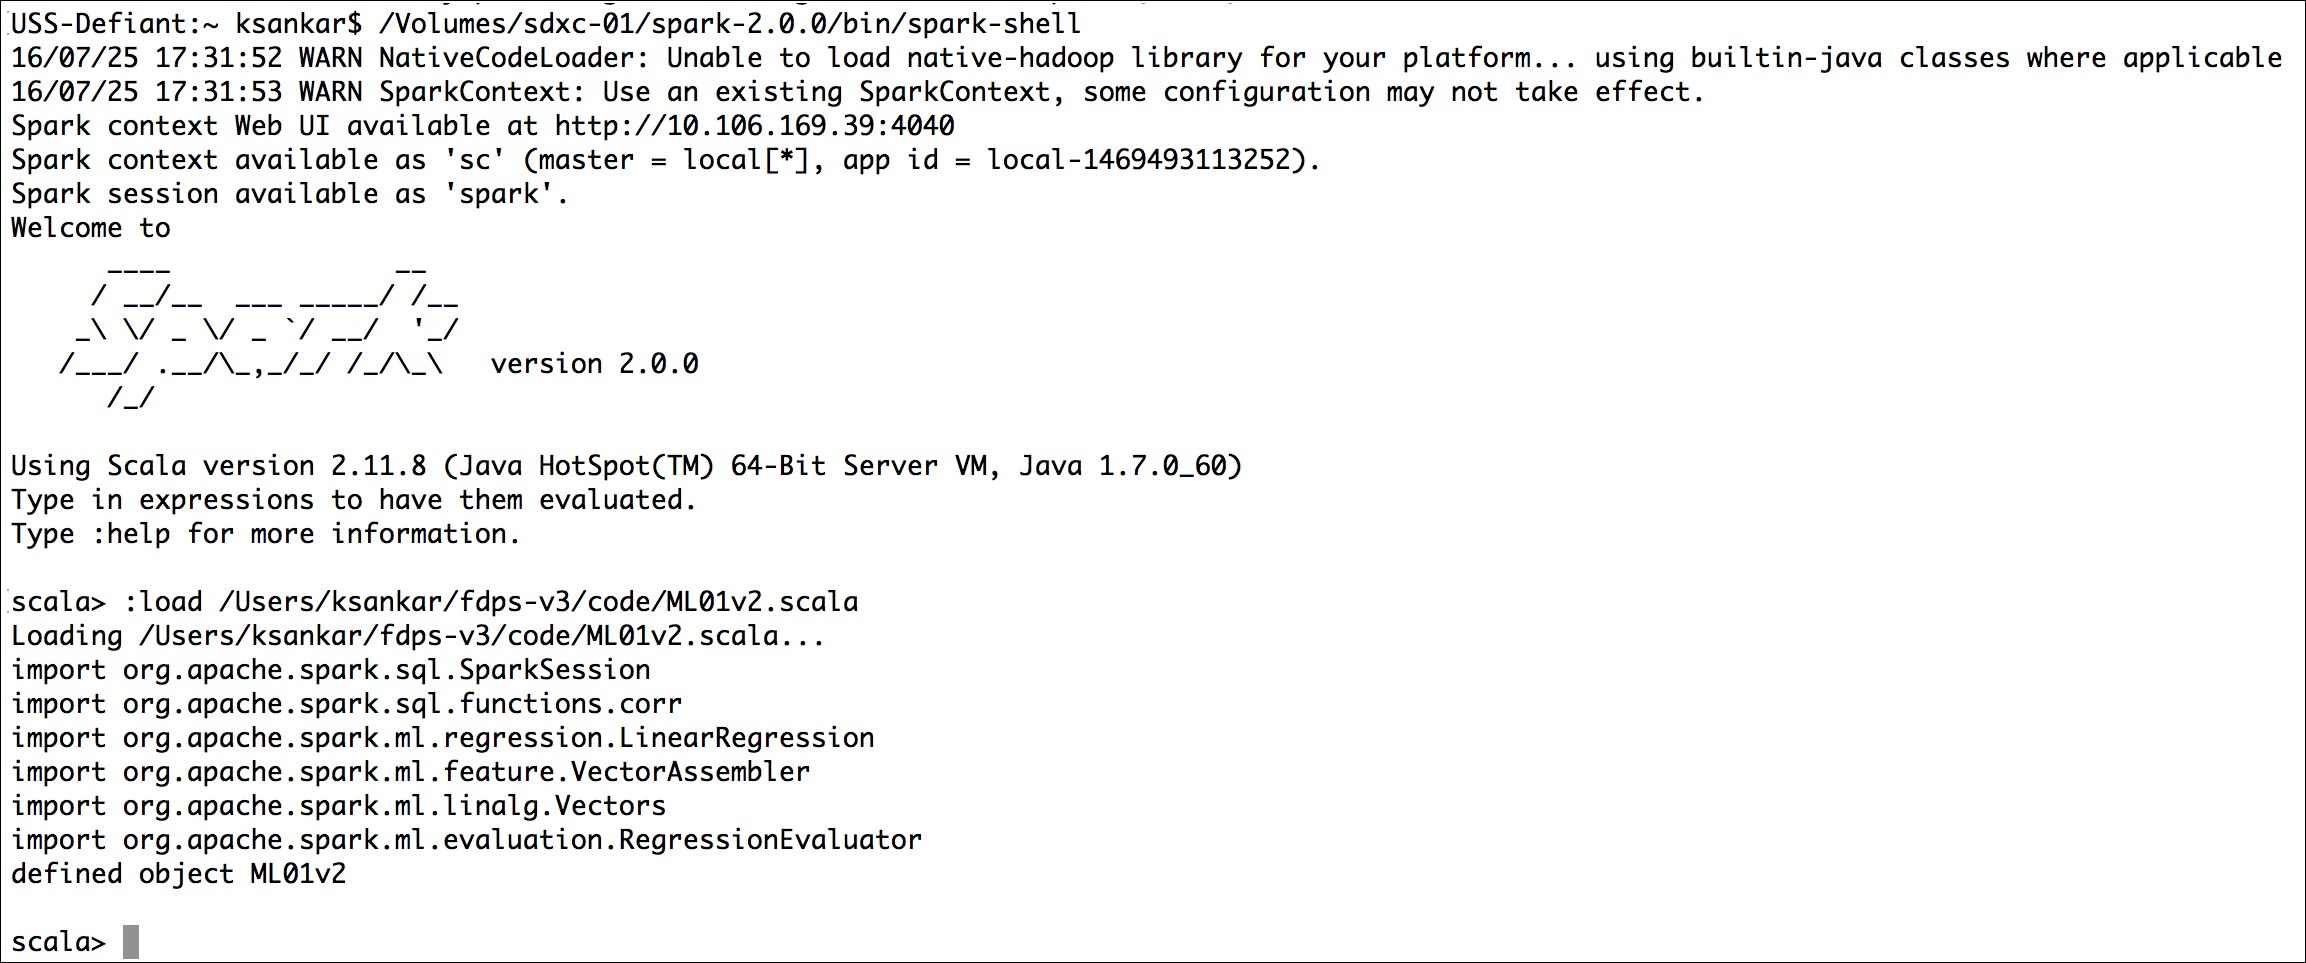 USS-Defiant:~ ksankar$ /Volumes/sdxc-01/spark-2.0.0/bin/spark-shell
16/07/25 17:31:52 WARN NativeCodeLoader: Unable to load native-hadoop library for your platform... using builtin-java classes where applicable
16/07/25 17:31:53 WARN SparkContext: Use an existing SparkContext, some configuration may not take effect.
Spark context Web UI available at http://10.106.169.39:4040
Spark context available as 'sc' (master = local[*], app id = local-1469493113252).
Spark session available as 'spark'.
Welcome to
      ____              __
     / __/__  ___ _____/ /__
    _\ \/ _ \/ _ `/ __/  '_/
   /___/ .__/\_,_/_/ /_/\_\   version 2.0.0
      /_/
Using Scala version 2.11.8 (Java HotSpot(TM) 64-Bit Server VM, Java 1.7.0_60)
Type in expressions to have them evaluated.
Type :help for more information.
scala> :load /Users/ksankar/fdps-v3/code/ML01v2.scala
Loading /Users/ksankar/fdps-v3/code/ML01v2.scala...
import org.apache.spark.sql.SparkSession
import org.apache.spark.sql.functions.corr
import org.apache.spark.ml.regression.LinearRegression
import org.apache.spark.ml.feature.VectorAssembler
import org.apache.spark.ml.linalg.Vectors
import org.apache.spark.ml.evaluation.RegressionEvaluator
defined object ML01v2
scala>